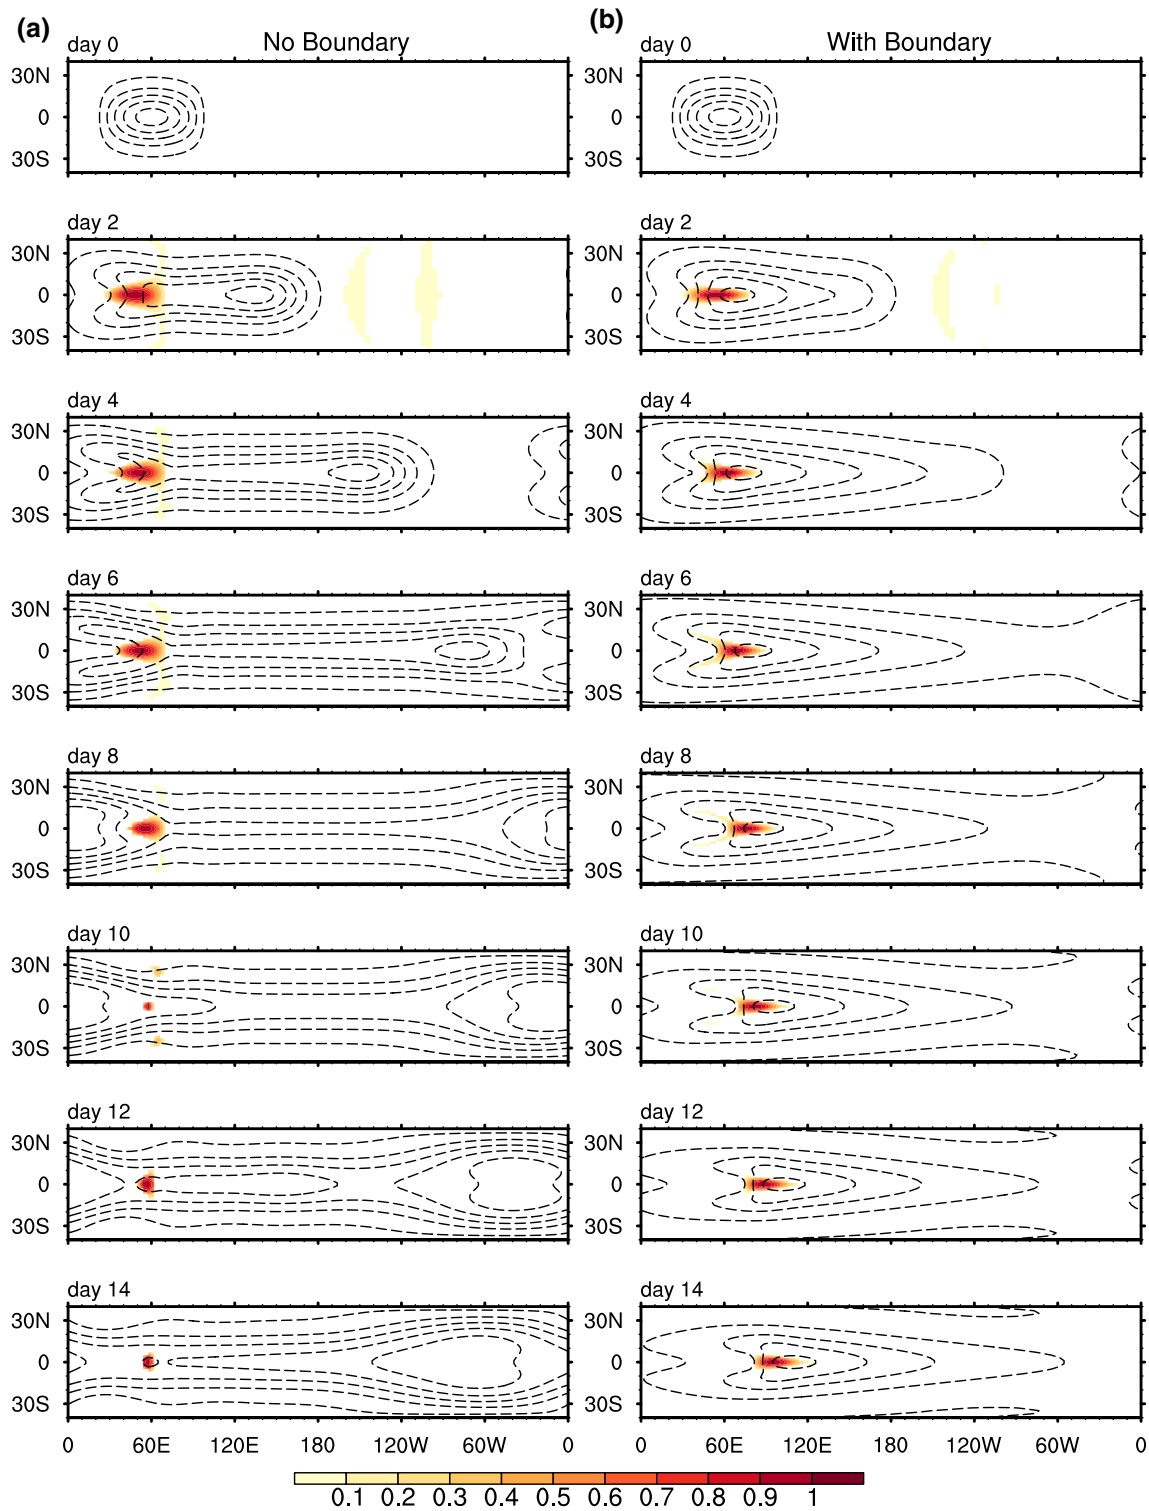 (a) (b)
No Boundary With Boundary
day 0 day 0
30N 30N
0 0
30S 30S
day 2 day 2
30N 30N
0 0
30S 30S
day 4 day 4
30N 30N
0 0
30S 30S
day 6 day 6
30N 30N
0 0
30S 30S
day 8 day 8
30N 30N
0 0
30S 30S
day 10 day 10
30N 30N
0 0
30S 30S
day 12 day 12
30N 30N
0 0
30S 30S
day 14 day 14
30N 30N
0 0
30S 30S
0 60E 120E 180 120W 60W 0 60E 120E 180 120W 60W 0
0.1 0.2 0.3 0.4 0.5 0.6 0.7 0.8 0.9 1